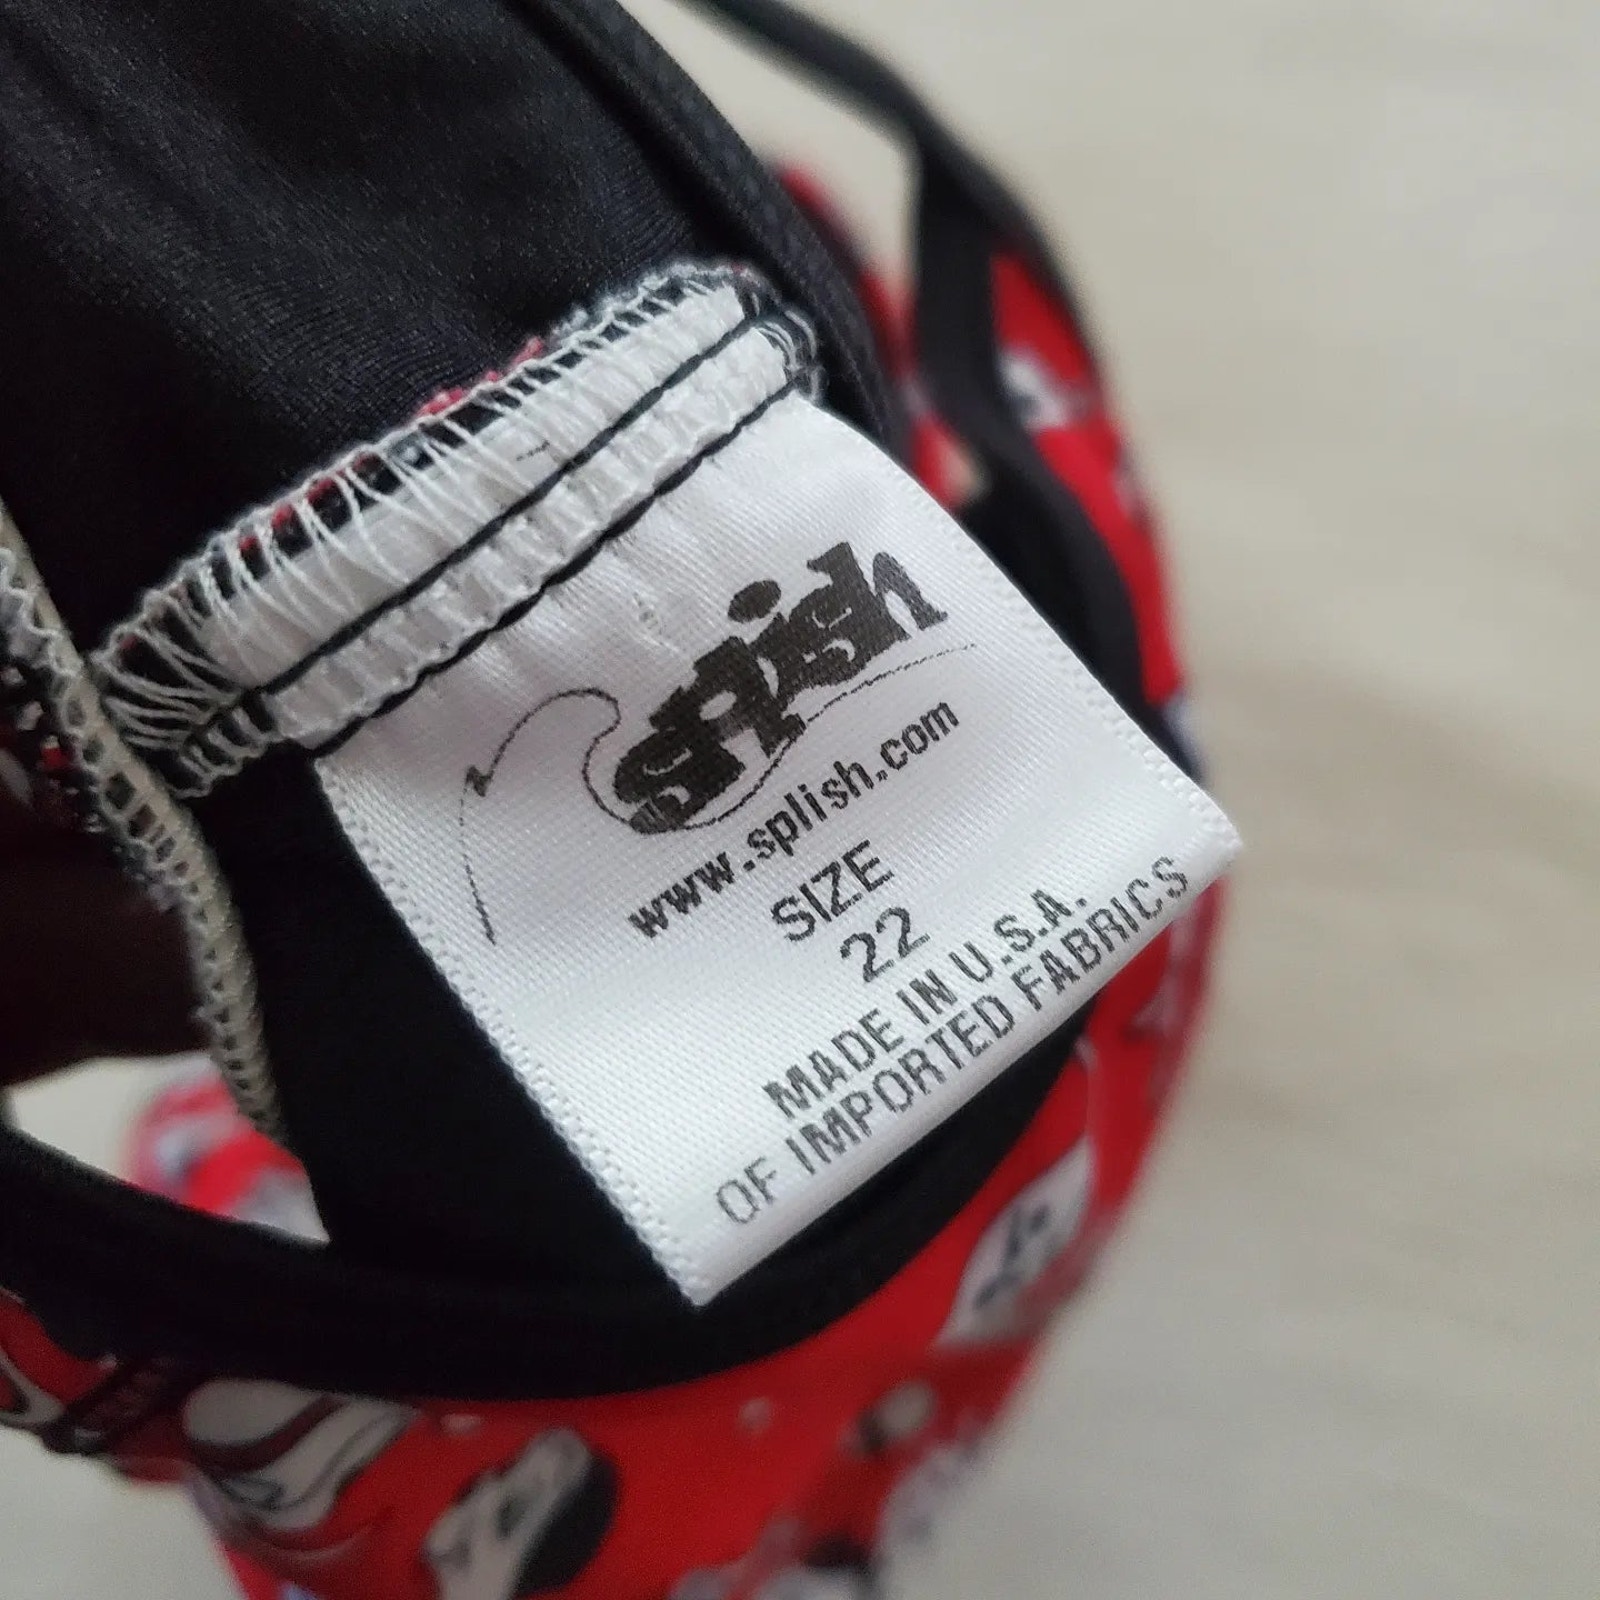 splish
www.splish.com
SIZE
22
MADE IN U.S.A.
OF IMPORTED FABRICS